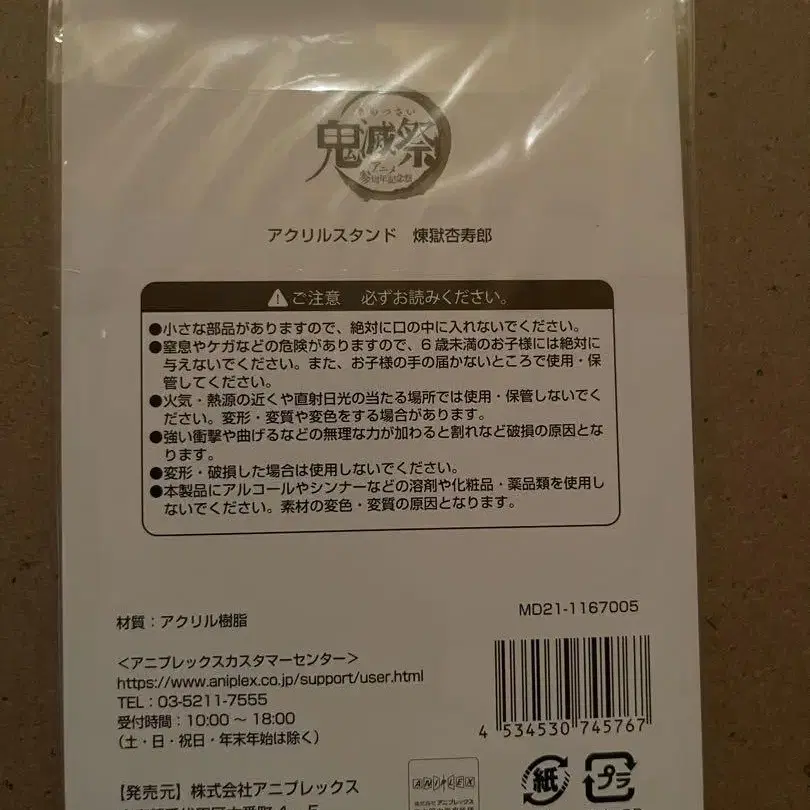 きめつさい
鬼滅祭
アニメ
参周年記念祭
アクリルスタンド 煉獄杏寿郎
ご注意 必ずお読みください。
●小さな部品がありますので、絶対に口の中に入れないでください。
●窒息やケガなどの危険がありますので、6歳未満のお子様には絶対に
与えないでください。また、お子様の手の届かないところで使用・保
管してください。
●火気・熱源の近くや直射日光の当たる場所では使用・保管しないでく
ださい。変形・変質や変色をする場合があります。
●強い衝撃や曲げるなどの無理な力が加わると割れなど破損の原因とな
ります。
●変形・破損した場合は使用しないでください。
●本製品にアルコールやシンナーなどの溶剤や化粧品・薬品類を使用し
ないでください。素材の変色・変質の原因となります。
材質:アクリル樹脂
MD21-1167005
<アニプレックスカスタマーセンター>
https://www.aniplex.co.jp/support/user.html
TEL:03-5211-7555
受付時間:10:00～18:00
(土・日・祝日・年末年始は除く)
4 534530 745767
【発売元】株式会社アニプレックス
ANIPLEX
株式会社アニプレックス
紙
プラ